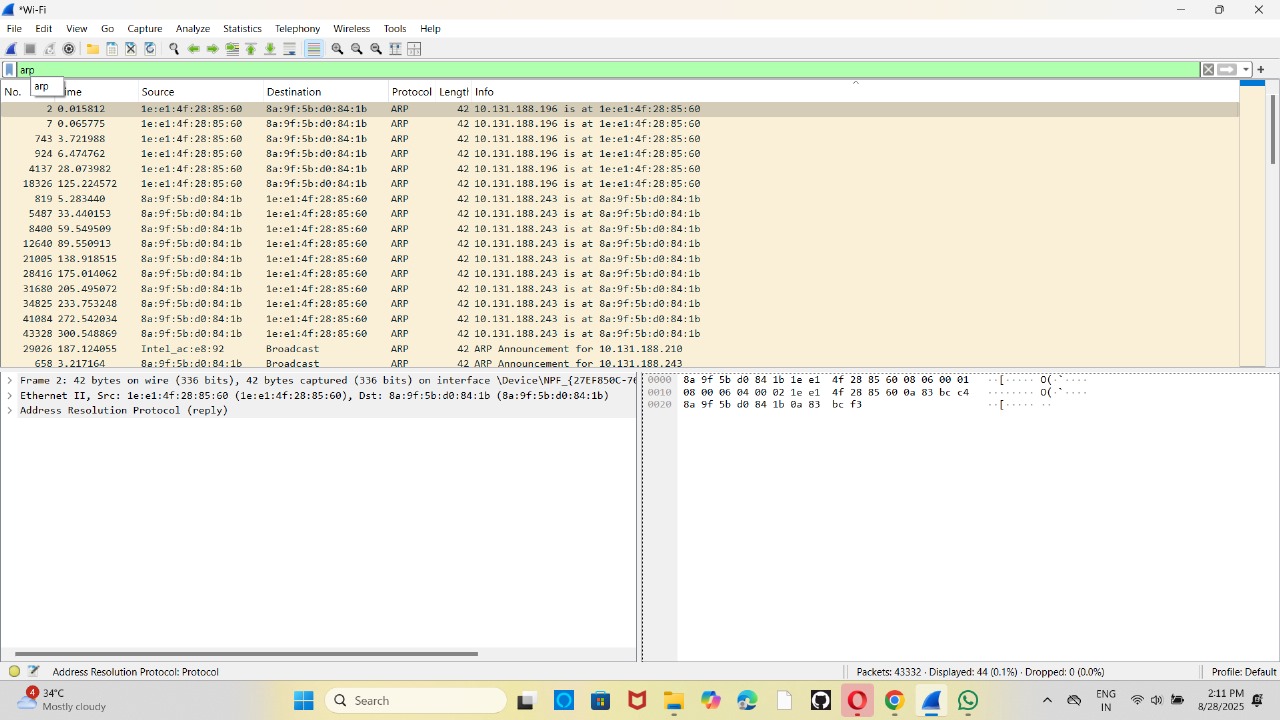 *Wi-Fi
File Edit View Go Capture Analyze Statistics Telephony Wireless Tools Help
arp
arp
No. ime Source Destination Protocol Lengtl Info
2 0.015812 1e:e1:4f:28:85:60 8a:9f:5b:d0:84:1b ARP 42 10.131.188.196 is at 1e:e1:4f:28:85:60
7 0.065775 1e:e1:4f:28:85:60 8a:9f:5b:d0:84:1b ARP 42 10.131.188.196 is at 1e:e1:4f:28:85:60
743 3.721988 1e:e1:4f:28:85:60 8a:9f:5b:d0:84:1b ARP 42 10.131.188.196 is at 1e:e1:4f:28:85:60
924 6.474762 1e:e1:4f:28:85:60 8a:9f:5b:d0:84:1b ARP 42 10.131.188.196 is at 1e:e1:4f:28:85:60
4137 28.073982 1e:e1:4f:28:85:60 8a:9f:5b:d0:84:1b ARP 42 10.131.188.196 is at 1e:e1:4f:28:85:60
18326 125.224572 1e:e1:4f:28:85:60 8a:9f:5b:d0:84:1b ARP 42 10.131.188.196 is at 1e:e1:4f:28:85:60
819 5.283440 8a:9f:5b:d0:84:1b 1e:e1:4f:28:85:60 ARP 42 10.131.188.243 is at 8a:9f:5b:d0:84:1b
5487 33.440153 8a:9f:5b:d0:84:1b 1e:e1:4f:28:85:60 ARP 42 10.131.188.243 is at 8a:9f:5b:d0:84:1b
8400 59.549509 8a:9f:5b:d0:84:1b 1e:e1:4f:28:85:60 ARP 42 10.131.188.243 is at 8a:9f:5b:d0:84:1b
12640 89.550913 8a:9f:5b:d0:84:1b 1e:e1:4f:28:85:60 ARP 42 10.131.188.243 is at 8a:9f:5b:d0:84:1b
21005 138.918515 8a:9f:5b:d0:84:1b 1e:e1:4f:28:85:60 ARP 42 10.131.188.243 is at 8a:9f:5b:d0:84:1b
28416 175.014062 8a:9f:5b:d0:84:1b 1e:e1:4f:28:85:60 ARP 42 10.131.188.243 is at 8a:9f:5b:d0:84:1b
31680 205.495072 8a:9f:5b:d0:84:1b 1e:e1:4f:28:85:60 ARP 42 10.131.188.243 is at 8a:9f:5b:d0:84:1b
34825 233.753248 8a:9f:5b:d0:84:1b 1e:e1:4f:28:85:60 ARP 42 10.131.188.243 is at 8a:9f:5b:d0:84:1b
41084 272.542034 8a:9f:5b:d0:84:1b 1e:e1:4f:28:85:60 ARP 42 10.131.188.243 is at 8a:9f:5b:d0:84:1b
43328 300.548869 8a:9f:5b:d0:84:1b 1e:e1:4f:28:85:60 ARP 42 10.131.188.243 is at 8a:9f:5b:d0:84:1b
29026 187.124055 Intel_ac:e8:92 Broadcast ARP 42 ARP Announcement for 10.131.188.210
658 3.217164 8a:9f:5b:d0:84:1b Broadcast ARP 42 ARP Announcement for 10.131.188.243
Frame 2: 42 bytes on wire (336 bits), 42 bytes captured (336 bits) on interface \Device\NPF_{27EF850C-76
Ethernet II, Src: 1e:e1:4f:28:85:60 (1e:e1:4f:28:85:60), Dst: 8a:9f:5b:d0:84:1b (8a:9f:5b:d0:84:1b)
Address Resolution Protocol (reply)
0000 8a 9f 5b d0 84 1b 1e e1 4f 28 85 60 08 06 00 01 ··[····· O(·`····
0010 08 00 06 04 00 02 1e e1 4f 28 85 60 0a 83 bc c4 ········ O(·`····
0020 8a 9f 5b d0 84 1b 0a 83 bc f3 ··[····· ··
Address Resolution Protocol: Protocol
Packets: 43332 · Displayed: 44 (0.1%) · Dropped: 0 (0.0%)
Profile: Default
4
34°C
Mostly cloudy
Search
ENG
IN
2:11 PM
8/28/2025